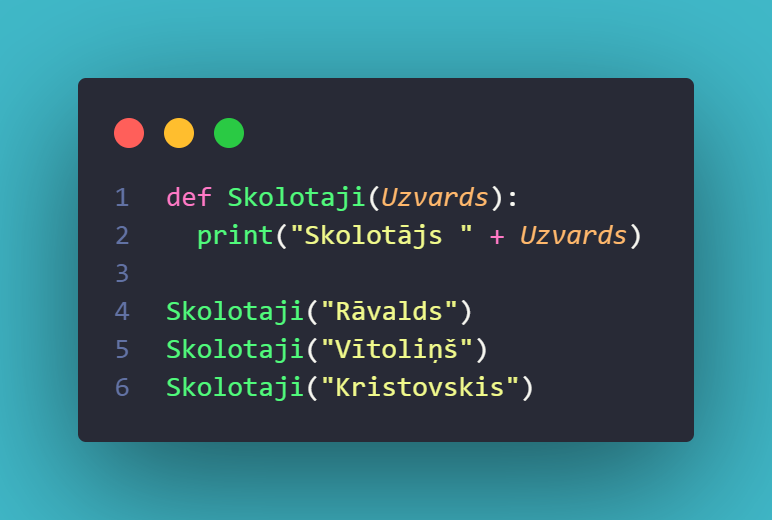 1 def Skolotaji(Uzvards):
2   print("Skolotājs " + Uzvards)
3
4 Skolotaji("Rāvalds")
5 Skolotaji("Vītoliņš")
6 Skolotaji("Kristovskis")